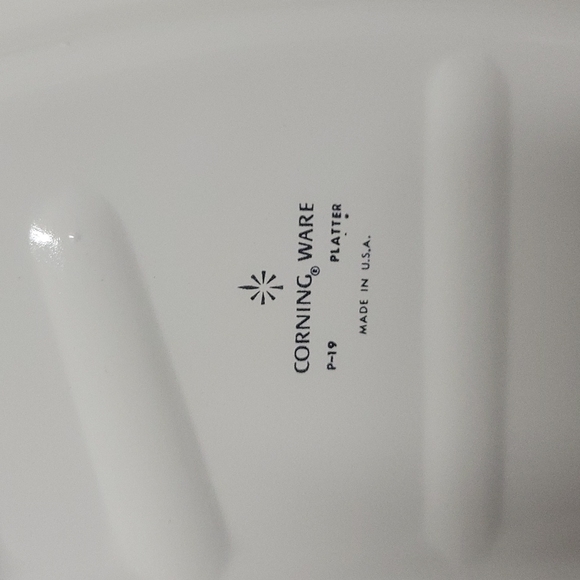 CORNING® WARE
P-19 PLATTER
MADE IN U.S.A.